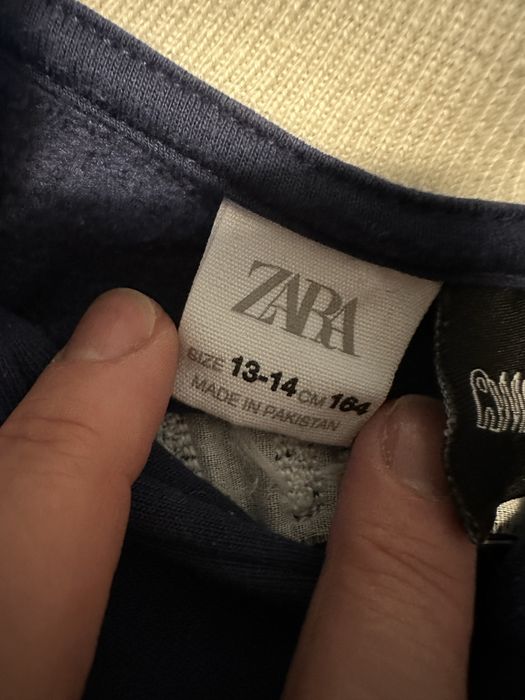 ZARA
SIZE 13-14 CM 164
MADE IN PAKISTAN